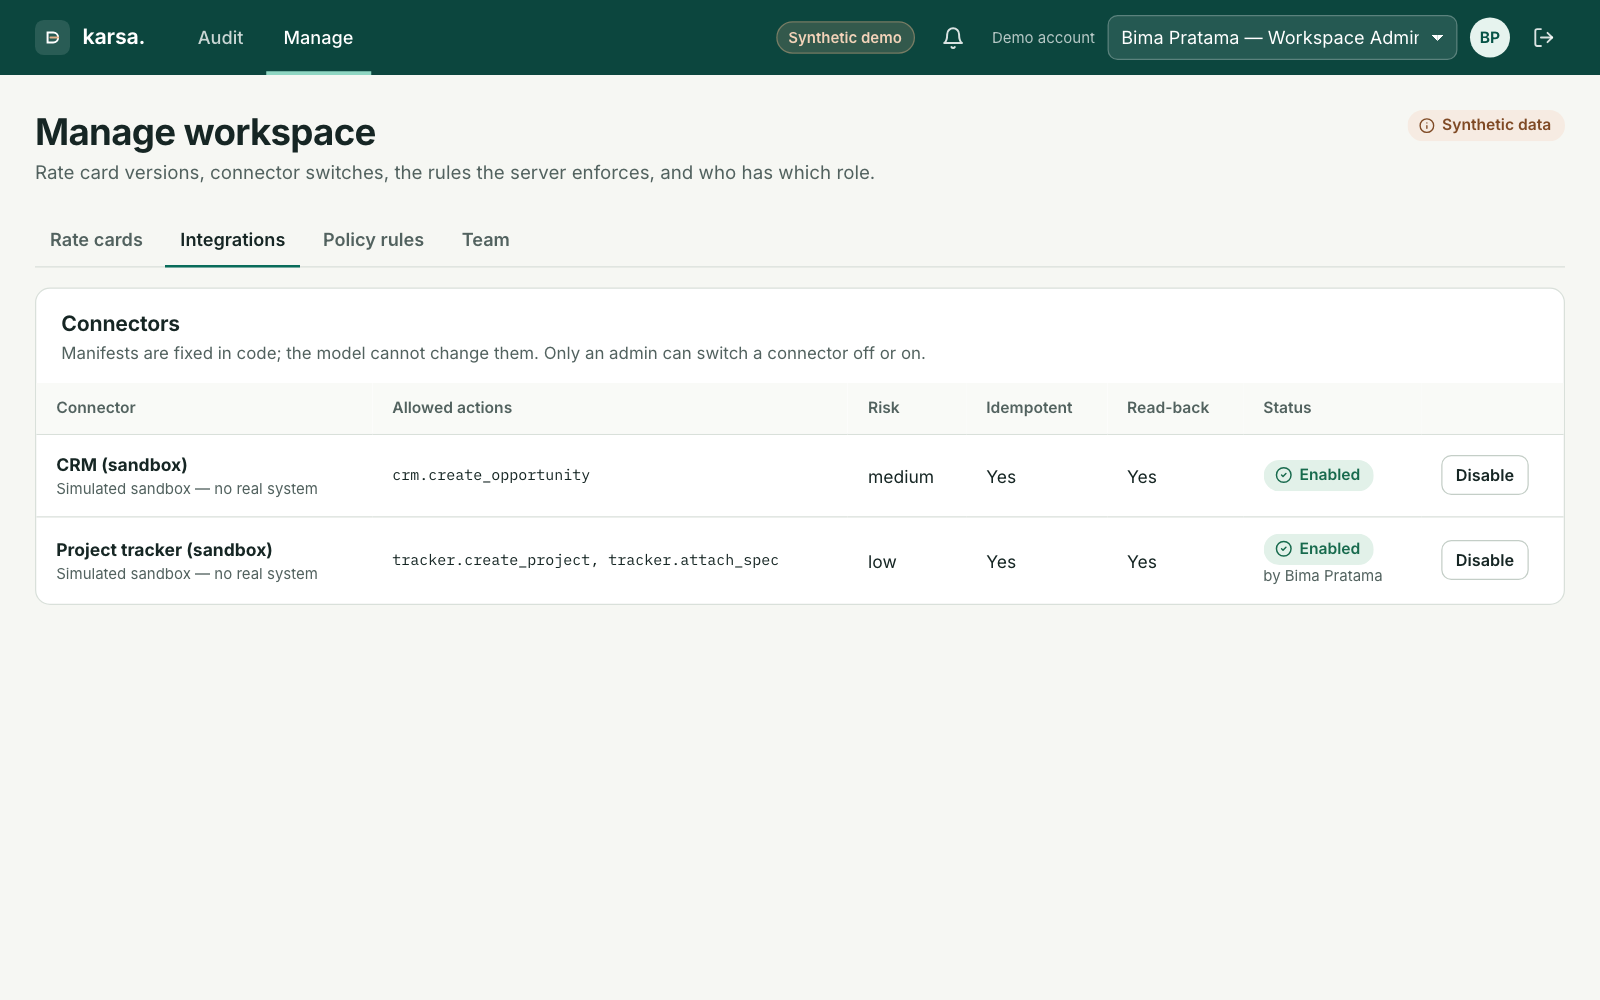 karsa.
Audit
Manage
Synthetic demo
Demo account
Bima Pratama — Workspace Admin
BP
Manage workspace
Synthetic data
Rate card versions, connector switches, the rules the server enforces, and who has which role.
Rate cards
Integrations
Policy rules
Team
Connectors
Manifests are fixed in code; the model cannot change them. Only an admin can switch a connector off or on.
Connector
Allowed actions
Risk
Idempotent
Read-back
Status
CRM (sandbox)
Simulated sandbox — no real system
crm.create_opportunity
medium
Yes
Yes
Enabled
Disable
Project tracker (sandbox)
Simulated sandbox — no real system
tracker.create_project, tracker.attach_spec
low
Yes
Yes
Enabled
by Bima Pratama
Disable